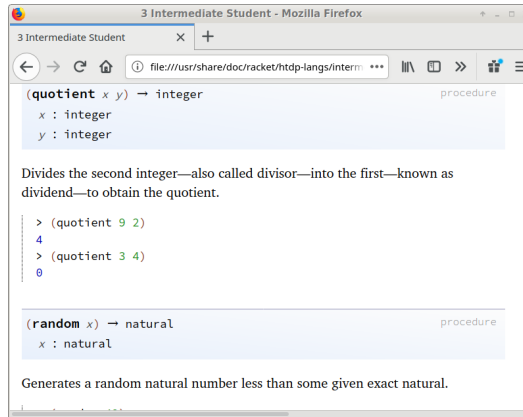 3 Intermediate Student - Mozilla Firefox
3 Intermediate Student × +
file:///usr/share/doc/racket/htdp-langs/interm •••
(quotient x y) → integer procedure
x : integer
y : integer
Divides the second integer—also called divisor—into the first—known as
dividend—to obtain the quotient.
> (quotient 9 2)
4
> (quotient 3 4)
0
(random x) → natural procedure
x : natural
Generates a random natural number less than some given exact natural.